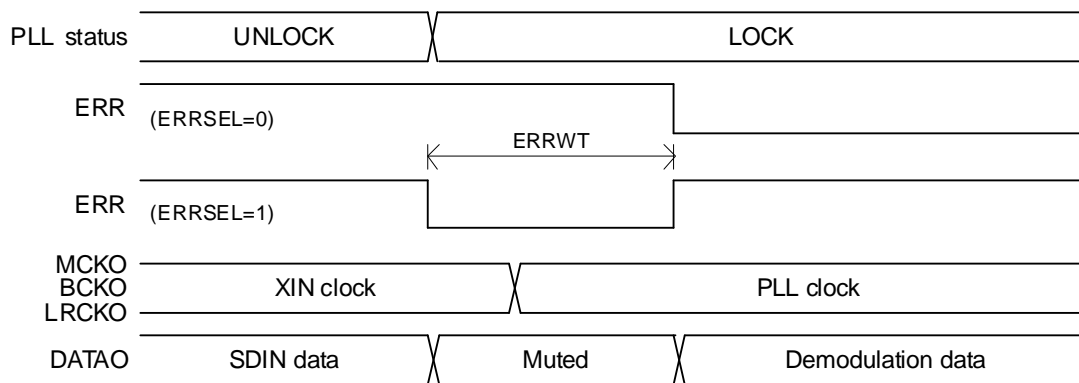 PLL status UNLOCK LOCK
ERR (ERRSEL=0)
ERRWT
ERR (ERRSEL=1)
MCKO
BCKO XIN clock PLL clock
LRCKO
DATAO SDIN data Muted Demodulation data